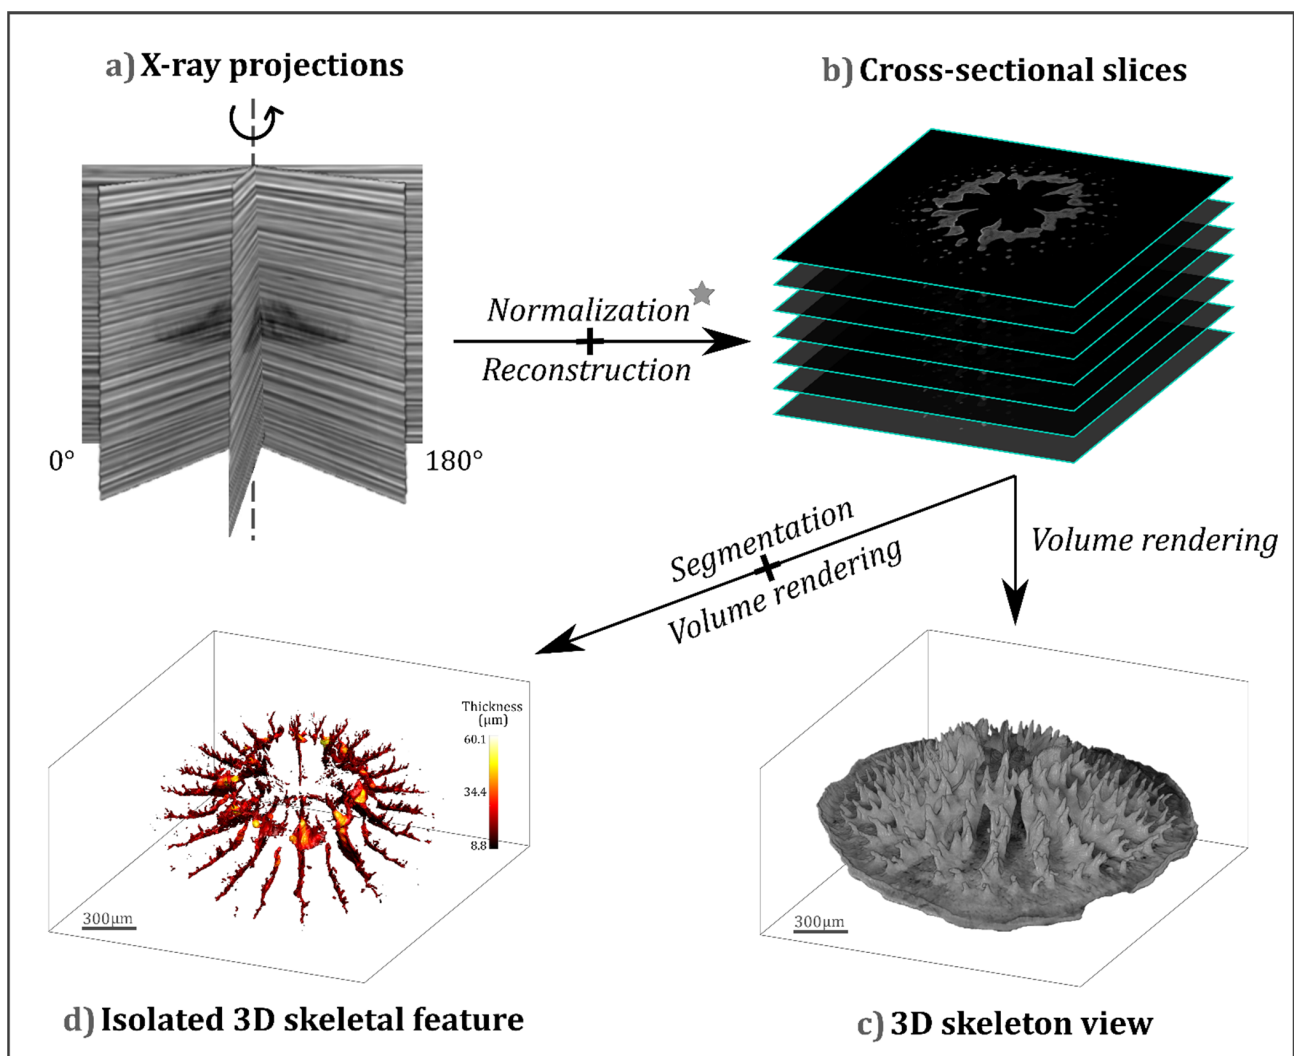 a) X-ray projections
b) Cross-sectional slices
Normalization
Reconstruction
0°
180°
Segmentation
Volume rendering
Volume rendering
Thickness
(μm)
60.1
34.4
8.8
300μm
300μm
d) Isolated 3D skeletal feature
c) 3D skeleton view